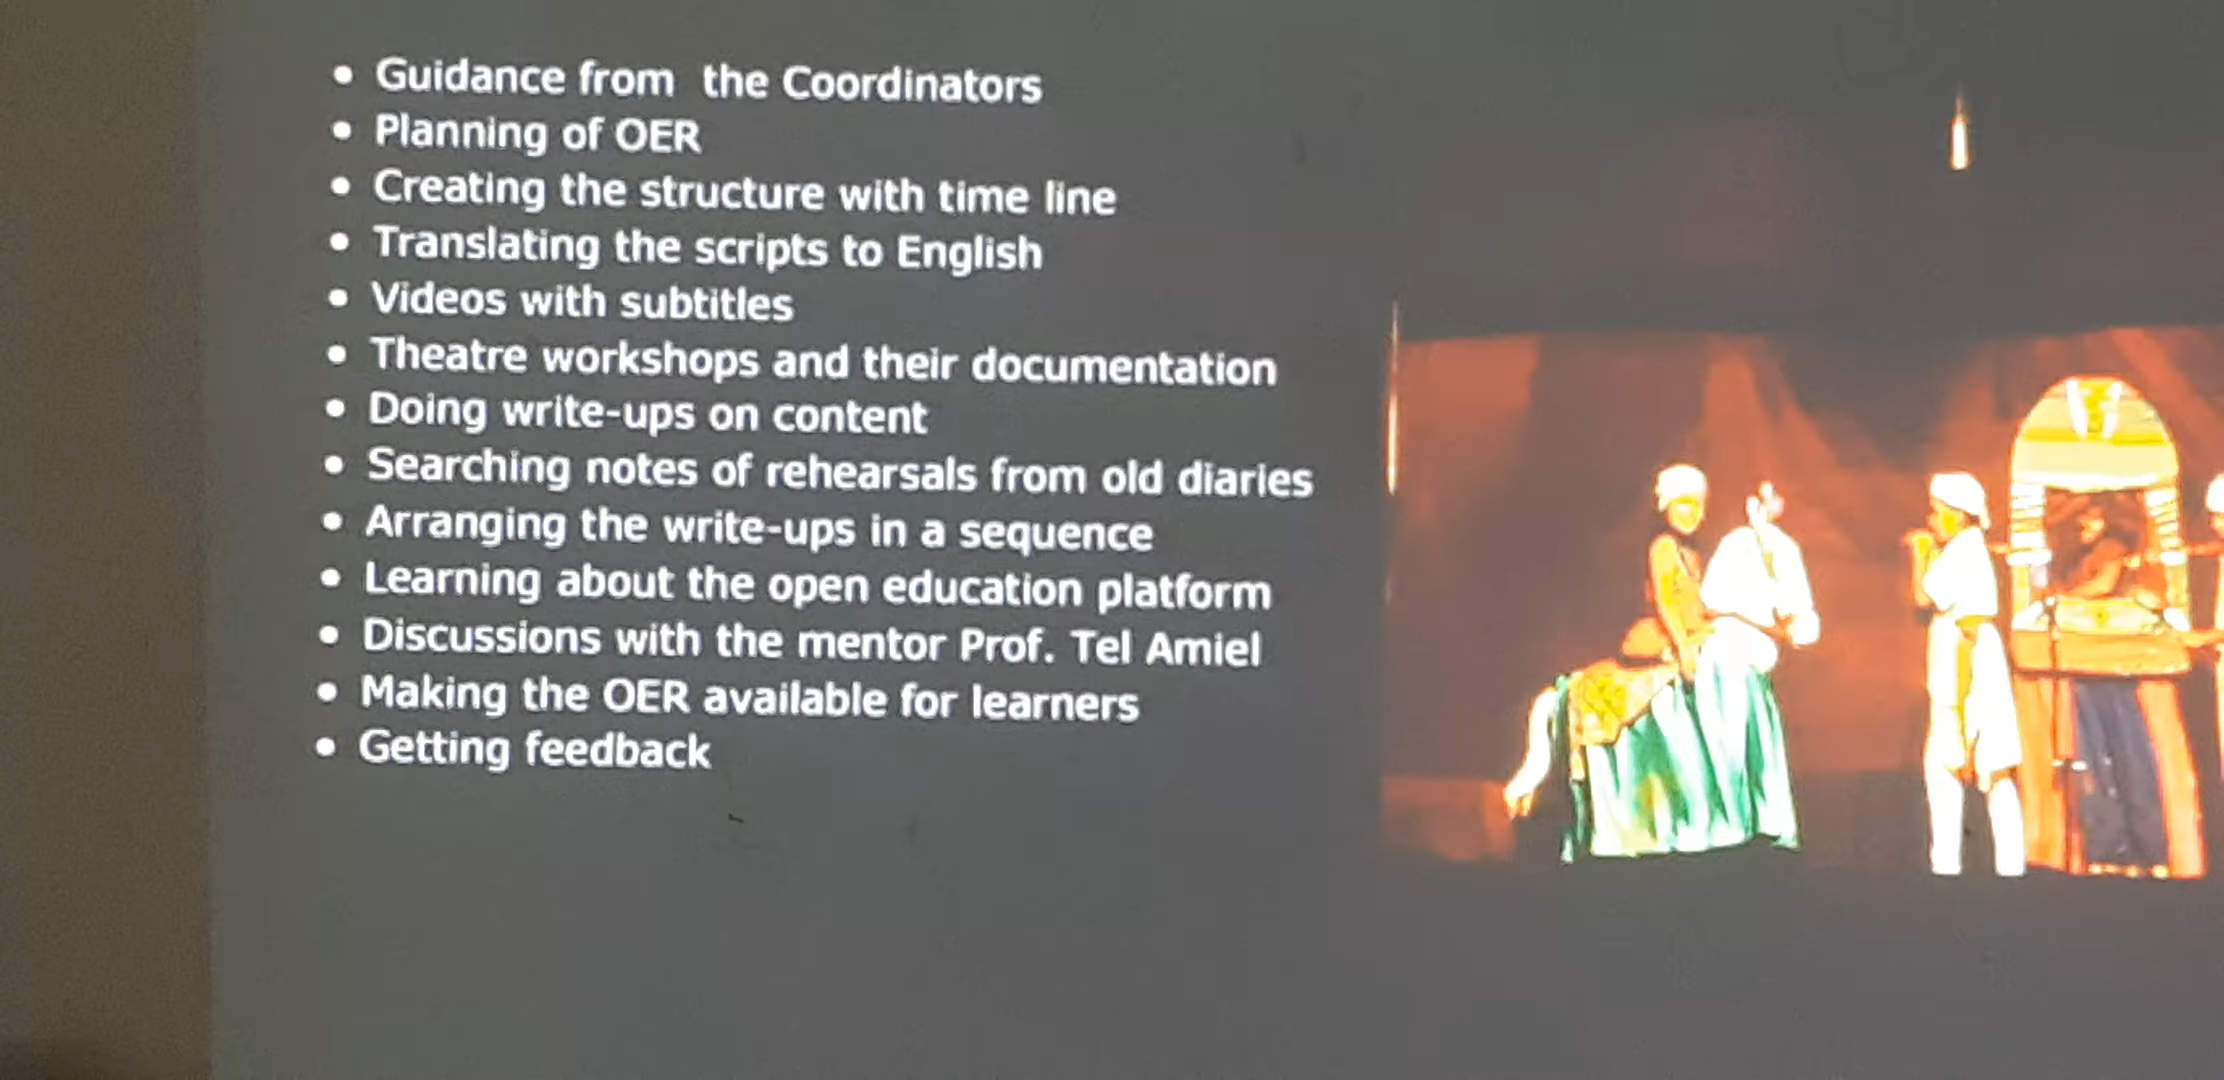 • Guidance from  the Coordinators
• Planning of OER
• Creating the structure with time line
• Translating the scripts to English
• Videos with subtitles
• Theatre workshops and their documentation
• Doing write-ups on content
• Searching notes of rehearsals from old diaries
• Arranging the write-ups in a sequence
• Learning about the open education platform
• Discussions with the mentor Prof. Tel Amiel
• Making the OER available for learners
• Getting feedback